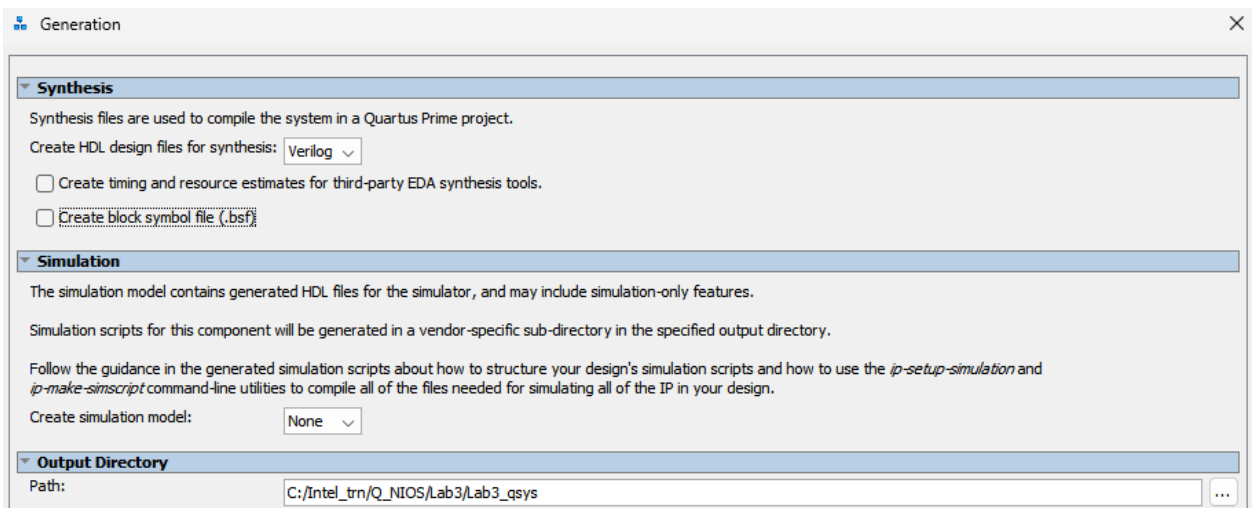 Generation
Synthesis
Synthesis files are used to compile the system in a Quartus Prime project.
Create HDL design files for synthesis: Verilog
Create timing and resource estimates for third-party EDA synthesis tools.
Create block symbol file (.bsf)
Simulation
The simulation model contains generated HDL files for the simulator, and may include simulation-only features.
Simulation scripts for this component will be generated in a vendor-specific sub-directory in the specified output directory.
Follow the guidance in the generated simulation scripts about how to structure your design's simulation scripts and how to use the ip-setup-simulation and
ip-make-simscript command-line utilities to compile all of the files needed for simulating all of the IP in your design.
Create simulation model: None
Output Directory
Path: C:/Intel_trn/Q_NIOS/Lab3/Lab3_qsys ...